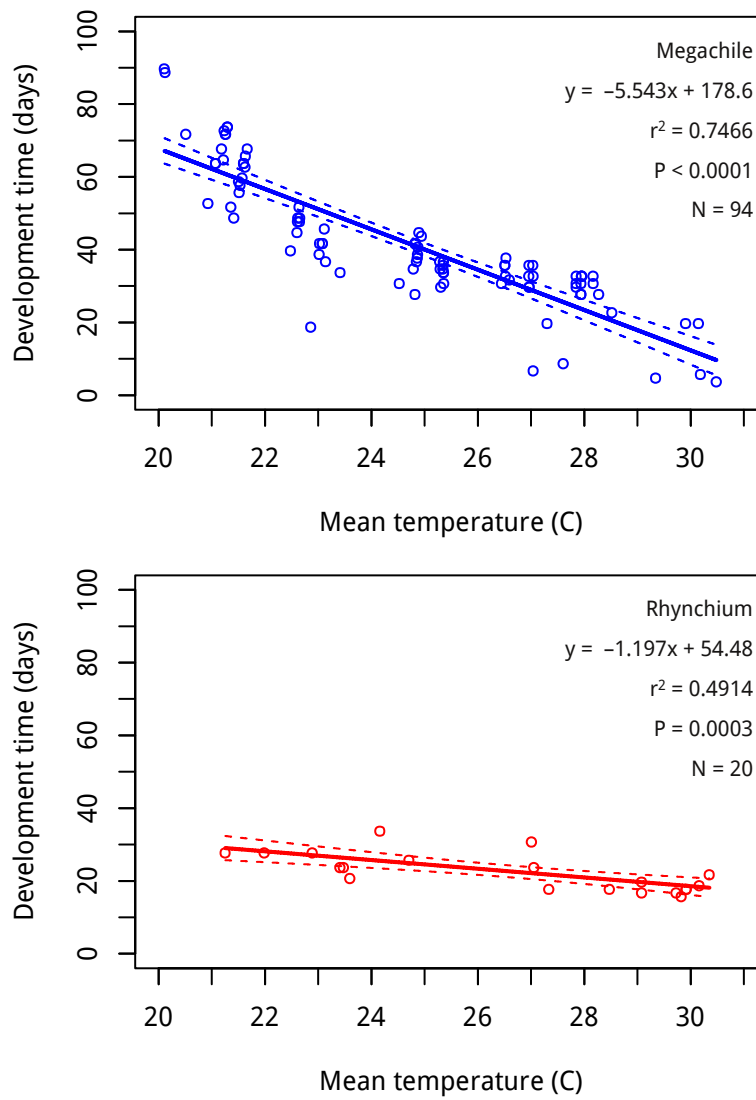 Development time (days)
100
80
60
40
20
0
Megachile
y = –5.543x + 178.6
r² = 0.7466
P < 0.0001
N = 94
20 22 24 26 28 30
Mean temperature (C)
Development time (days)
100
80
60
40
20
0
Rhynchium
y = –1.197x + 54.48
r² = 0.4914
P = 0.0003
N = 20
20 22 24 26 28 30
Mean temperature (C)